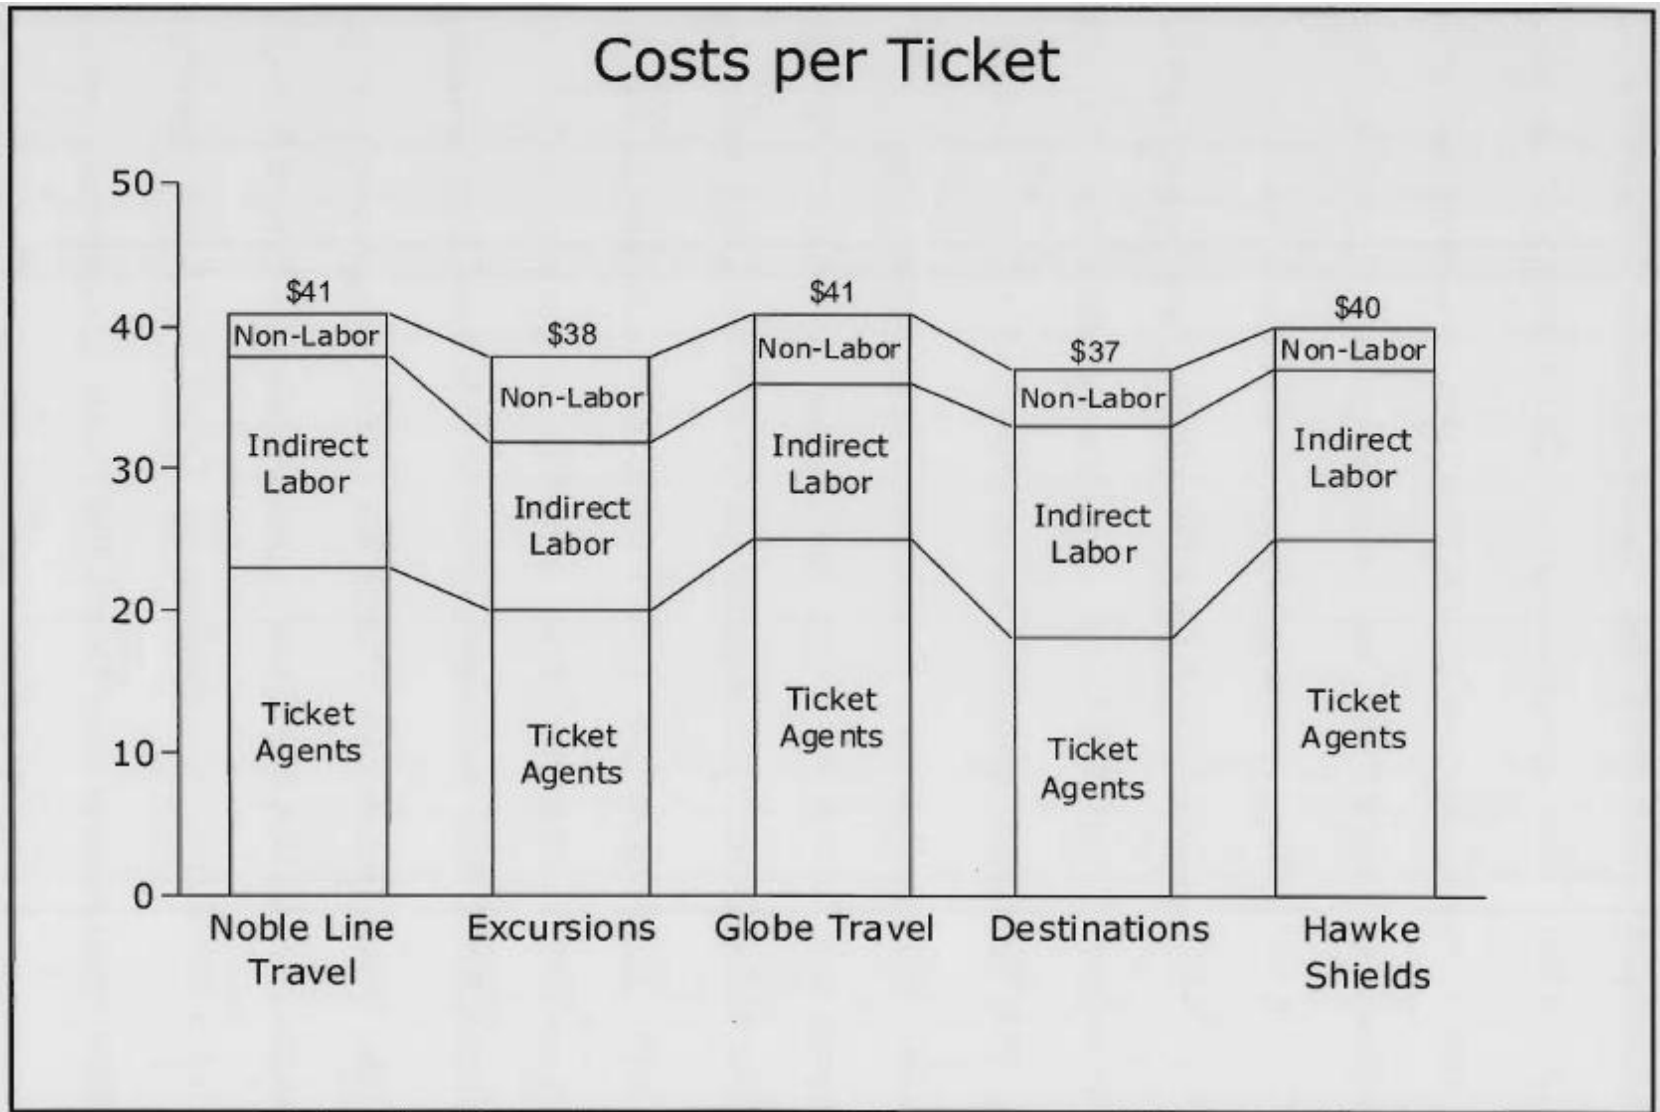 Costs per Ticket
50
40
30
20
10
0
$41
Non-Labor
Indirect
Labor
Ticket
Agents
$38
Non-Labor
Indirect
Labor
Ticket
Agents
$41
Non-Labor
Indirect
Labor
Ticket
Agents
$37
Non-Labor
Indirect
Labor
Ticket
Agents
$40
Non-Labor
Indirect
Labor
Ticket
Agents
Noble Line
Travel
Excursions
Globe Travel
Destinations
Hawke
Shields